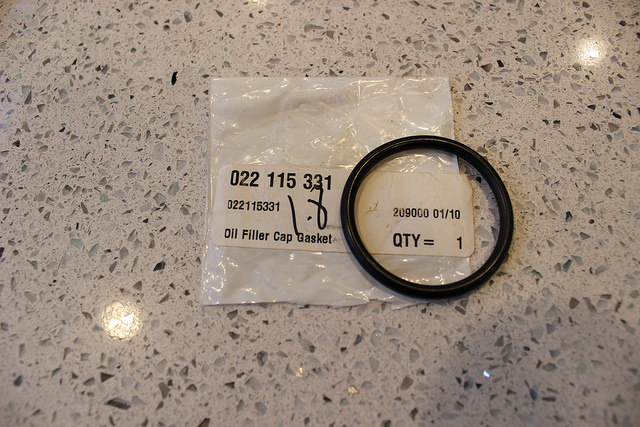 022 115 331
022115331 1.8 209000 01/10
Oil Filler Cap Gasket QTY = 1